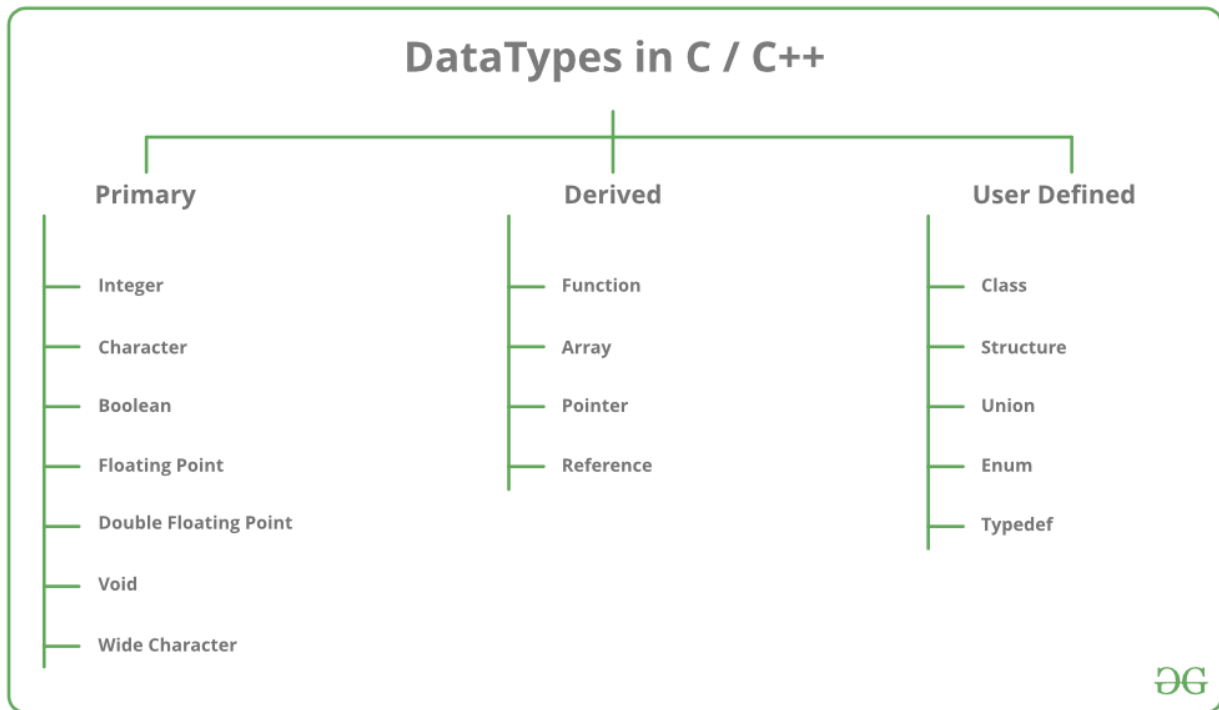 DataTypes in C / C++
Primary
Integer
Character
Boolean
Floating Point
Double Floating Point
Void
Wide Character
Derived
Function
Array
Pointer
Reference
User Defined
Class
Structure
Union
Enum
Typedef